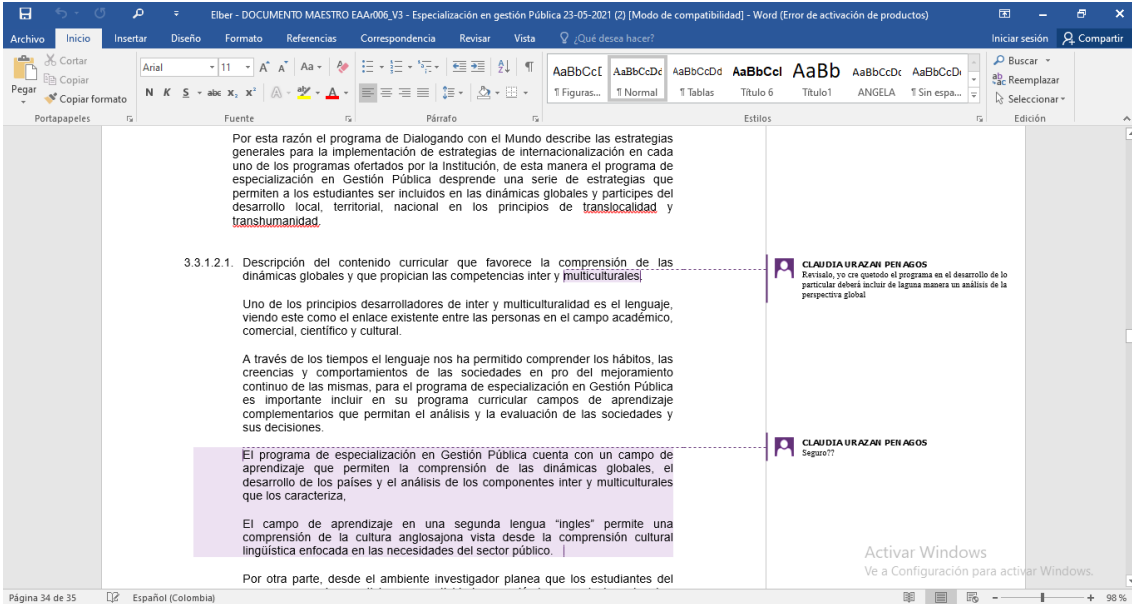 Elber - DOCUMENTO MAESTRO EAAr006_V3 - Especialización en gestión Pública 23-05-2021 (2) [Modo de compatibilidad] - Word (Error de activación de productos)
Archivo Inicio Insertar Diseño Formato Referencias Correspondencia Revisar Vista ¿Qué desea hacer? Iniciar sesión Compartir
Pegar Cortar Copiar Copiar formato
Arial 11
N K S abc x₂ x²
AaBbCcI AaBbCcDc AaBbCcDd AaBbCcI AaBb AaBbCcDc AaBbCcDı
¶ Figuras... ¶ Normal ¶ Tablas Título 6 Título1 ANGELA ¶ Sin espa...
Buscar
Reemplazar
Seleccionar
Portapapeles Fuente Párrafo Estilos Edición
Por esta razón el programa de Dialogando con el Mundo describe las estrategias
generales para la implementación de estrategias de internacionalización en cada
uno de los programas ofertados por la Institución, de esta manera el programa de
especialización en Gestión Pública desprende una serie de estrategias que
permiten a los estudiantes ser incluidos en las dinámicas globales y participes del
desarrollo local, territorial, nacional en los principios de translocalidad y
transhumanidad.
3.3.1.2.1. Descripción del contenido curricular que favorece la comprensión de las
dinámicas globales y que propician las competencias inter y multiculturales.
CLAUDIA URAZAN PENAGOS
Revisalo, yo cre quetodo el programa en el desarrollo de lo
particular deberá incluir de laguna manera un análisis de la
perspectiva global
Uno de los principios desarrolladores de inter y multiculturalidad es el lenguaje,
viendo este como el enlace existente entre las personas en el campo académico,
comercial, científico y cultural.
A través de los tiempos el lenguaje nos ha permitido comprender los hábitos, las
creencias y comportamientos de las sociedades en pro del mejoramiento
continuo de las mismas, para el programa de especialización en Gestión Pública
es importante incluir en su programa curricular campos de aprendizaje
complementarios que permitan el análisis y la evaluación de las sociedades y
sus decisiones.
El programa de especialización en Gestión Pública cuenta con un campo de
aprendizaje que permiten la comprensión de las dinámicas globales, el
desarrollo de los países y el análisis de los componentes inter y multiculturales
que los caracteriza,
CLAUDIA URAZAN PENAGOS
Seguro??
El campo de aprendizaje en una segunda lengua “ingles” permite una
comprensión de la cultura anglosajona vista desde la comprensión cultural
lingüística enfocada en las necesidades del sector público.
Por otra parte, desde el ambiente investigador planea que los estudiantes del
Activar Windows
Ve a Configuración para activar Windows.
Página 34 de 35 Español (Colombia) 98 %